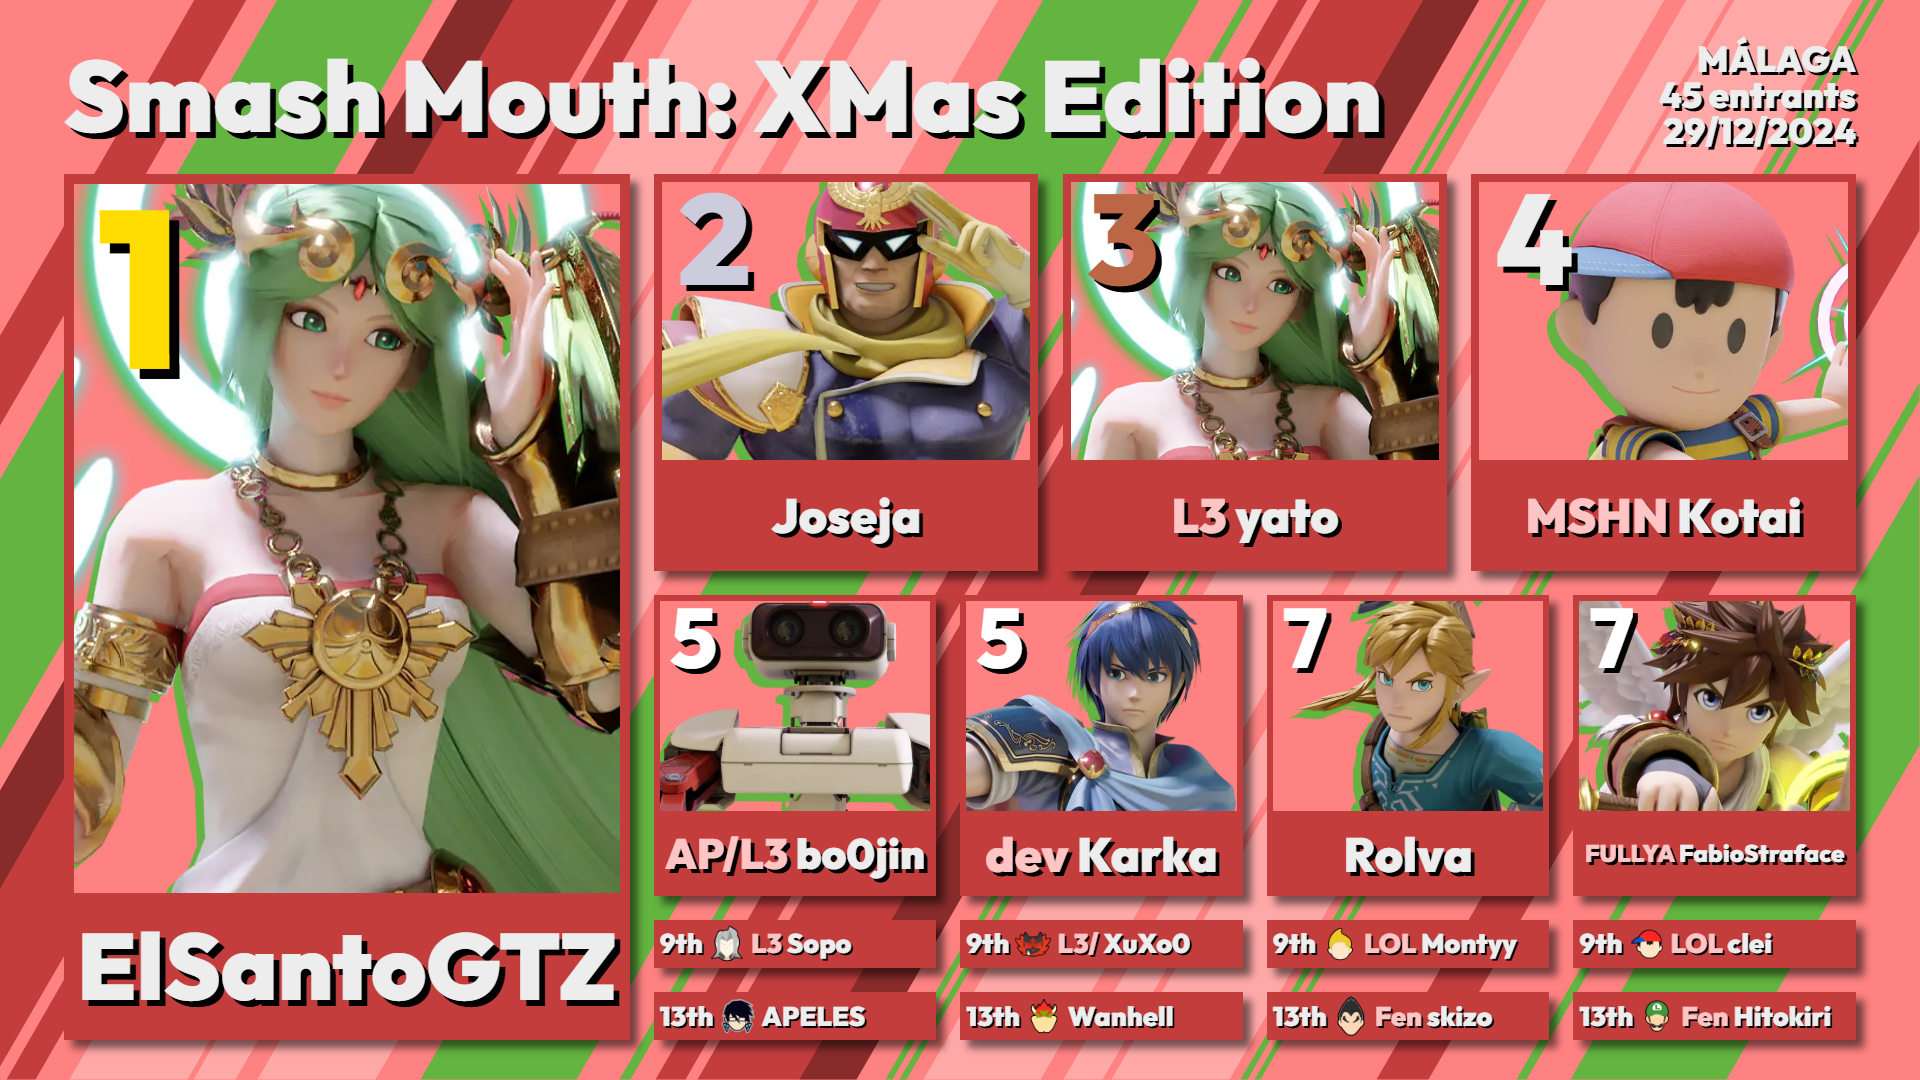 Smash Mouth: XMas Edition
MÁLAGA
45 entrants
29/12/2024
1
ElSantoGTZ
2
Joseja
3
L3 yato
4
MSHN Kotai
5
AP/L3 bo0jin
5
dev Karka
7
Rolva
7
FULLYA FabioStraface
9th L3 Sopo
9th L3/ XuXo0
9th LOL Montyy
9th LOL clei
13th APELES
13th Wanhell
13th Fen skizo
13th Fen Hitokiri